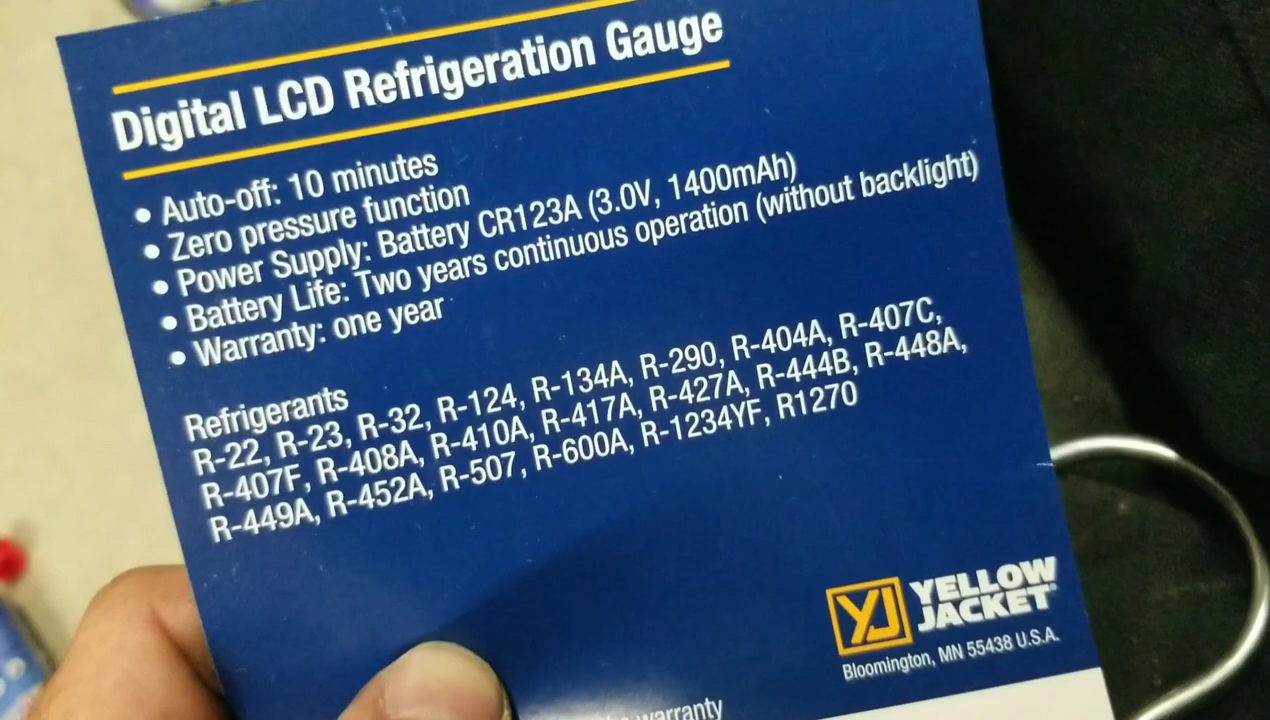 Digital LCD Refrigeration Gauge
• Auto-off: 10 minutes
• Zero pressure function
• Power Supply: Battery CR123A (3.0V, 1400mAh)
• Battery Life: Two years continuous operation (without backlight)
• Warranty: one year
Refrigerants
R-22, R-23, R-32, R-124, R-134A, R-290, R-404A, R-407C,
R-407F, R-408A, R-410A, R-417A, R-427A, R-444B, R-448A,
R-449A, R-452A, R-507, R-600A, R-1234YF, R1270
YJ YELLOW
JACKET®
Bloomington, MN 55438 U.S.A.
warranty